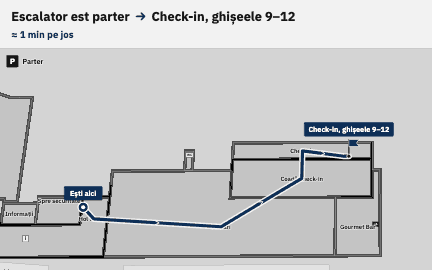 Escalator est parter → Check-in, ghișeele 9–12
≈ 1 min pe jos
P Parter
Check-in, ghișeele 9–12
Ești aici
Informații
Gourmet Bar